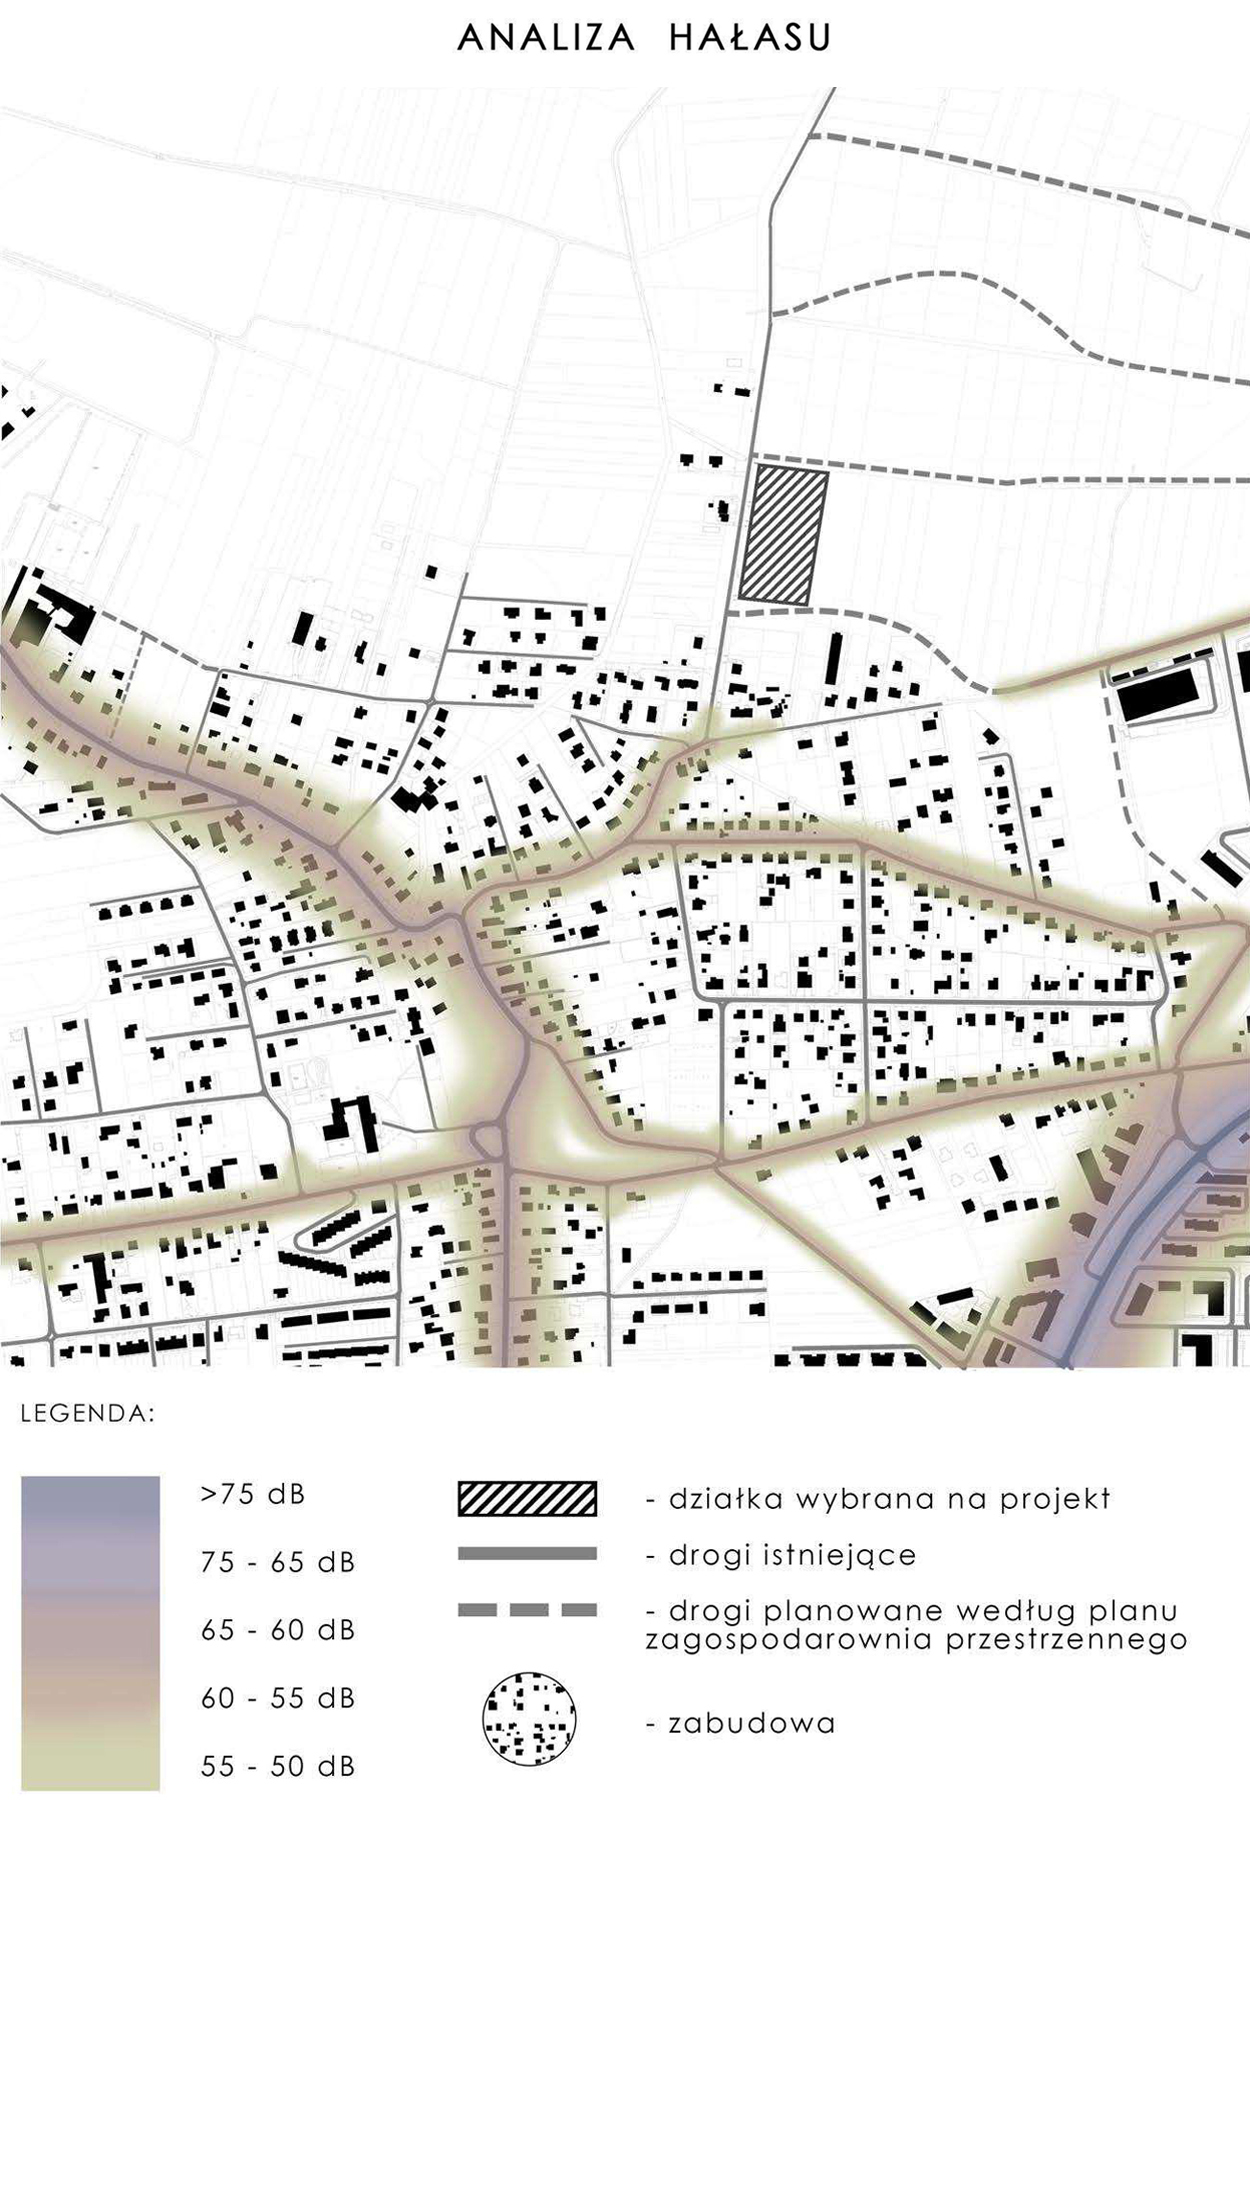 ANALIZA HAŁASU
LEGENDA:
>75 dB
75 - 65 dB
65 - 60 dB
60 - 55 dB
55 - 50 dB
- działka wybrana na projekt
- drogi istniejące
- drogi planowane według planu
zagospodarownia przestrzennego
- zabudowa